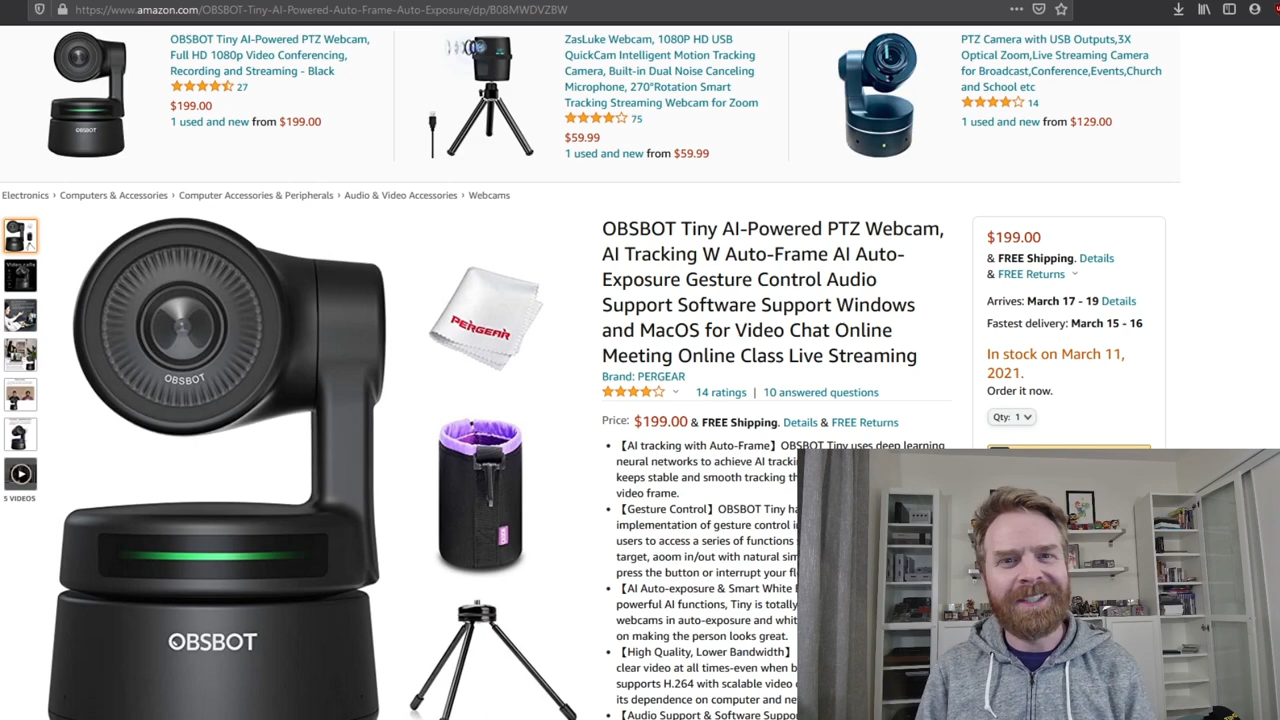 https://www.amazon.com/OBSBOT-Tiny-AI-Powered-Auto-Frame-Auto-Exposure/dp/B08MWDVZBW
OBSBOT Tiny AI-Powered PTZ Webcam,
Full HD 1080p Video Conferencing,
Recording and Streaming - Black
27
$199.00
1 used and new from $199.00
OBSBOT
ZasLuke Webcam, 1080P HD USB
QuickCam Intelligent Motion Tracking
Camera, Built-in Dual Noise Canceling
Microphone, 270°Rotation Smart
Tracking Streaming Webcam for Zoom
75
$59.99
1 used and new from $59.99
PTZ Camera with USB Outputs,3X
Optical Zoom,Live Streaming Camera
for Broadcast,Conference,Events,Church
and School etc
14
1 used and new from $129.00
Electronics › Computers & Accessories › Computer Accessories & Peripherals › Audio & Video Accessories › Webcams
5 VIDEOS
OBSBOT
OBSBOT
PERGEAR
OBSBOT Tiny AI-Powered PTZ Webcam,
AI Tracking W Auto-Frame AI Auto-
Exposure Gesture Control Audio
Support Software Support Windows
and MacOS for Video Chat Online
Meeting Online Class Live Streaming
Brand: PERGEAR
14 ratings | 10 answered questions
Price: $199.00 & FREE Shipping. Details & FREE Returns
• 【AI tracking with Auto-Frame】OBSBOT Tiny uses deep learning
neural networks to achieve AI tracki
keeps stable and smooth tracking th
video frame.
• 【Gesture Control】OBSBOT Tiny ha
implementation of gesture control i
users to access a series of functions
target, aoom in/out with natural sim
press the button or interrupt your fl
• 【AI Auto-exposure & Smart White
powerful AI functions, Tiny is totally
webcams in auto-exposure and whit
on making the person looks great.
• 【High Quality, Lower Bandwidth】
clear video at all times-even when b
supports H.264 with scalable video
its dependence on computer and ne
• 【Audio Support & Software Suppo
$199.00
& FREE Shipping. Details
& FREE Returns
Arrives: March 17 - 19 Details
Fastest delivery: March 15 - 16
In stock on March 11,
2021.
Order it now.
Qty: 1